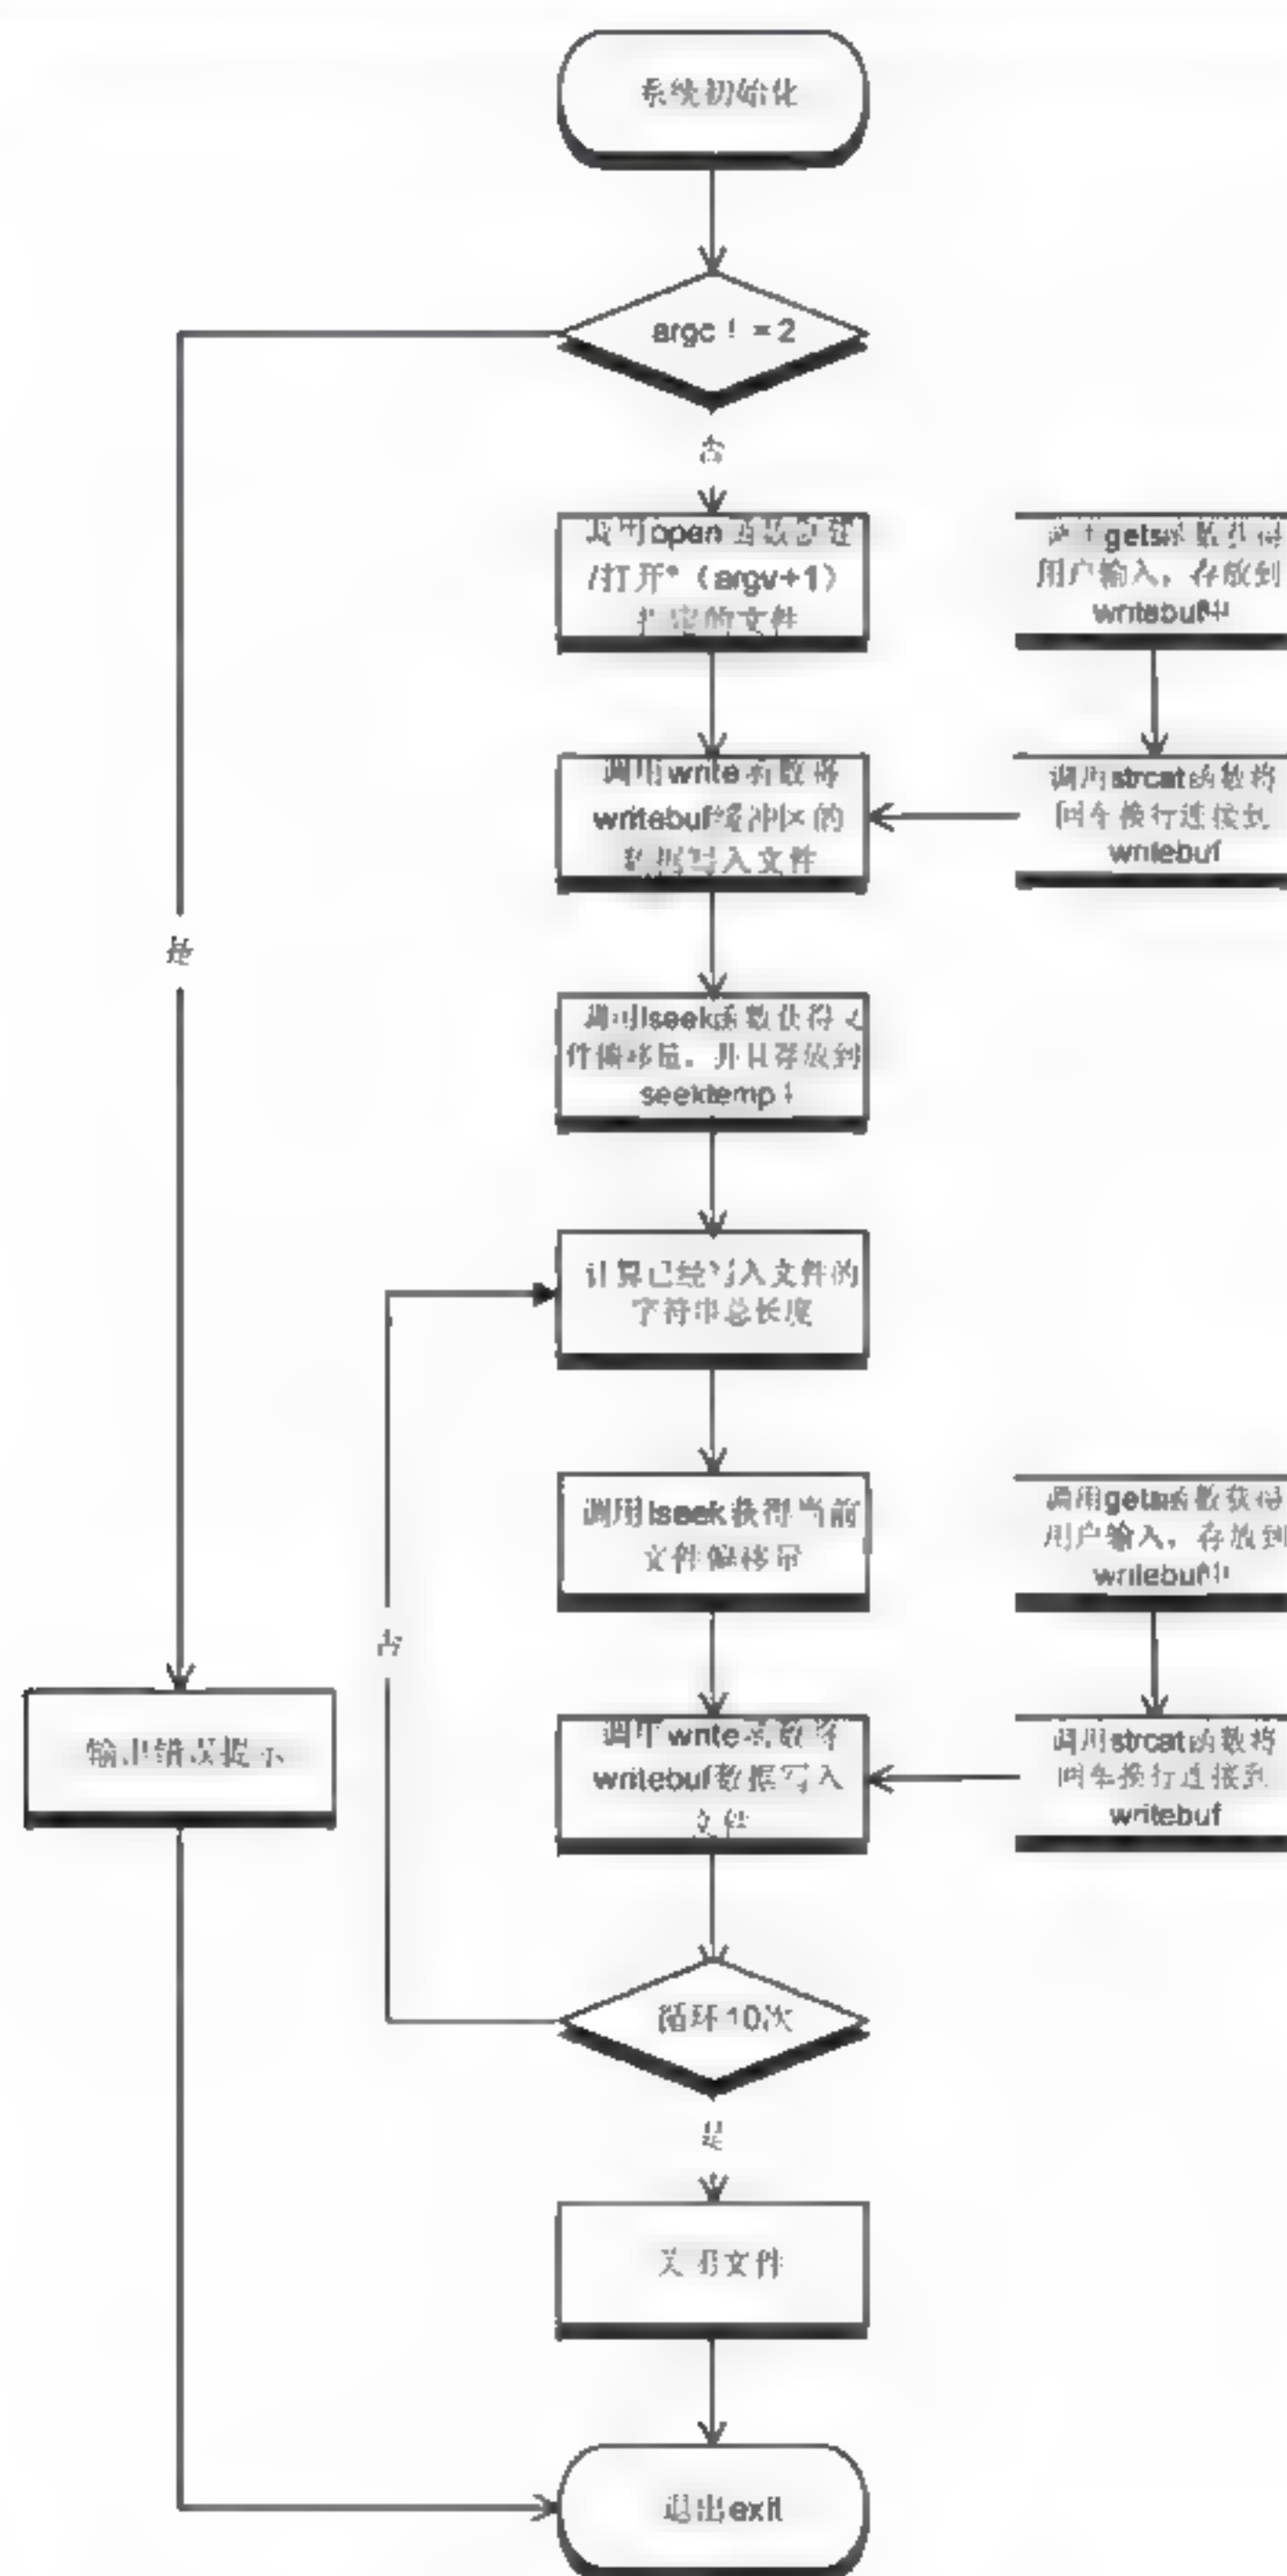 系统初始化
argc ! =2
否
调用open 函数创建
/打开*（argv+1）
指定的文件
调用gets函数获得
用户输入，存放到
writebuf中
调用write函数将
writebuf缓冲区的
数据写入文件
调用strcat函数将
回车换行连接到
writebuf
是
调用lseek函数获得文
件偏移量，并且存放到
seektemp中
计算已经写入文件的
字符串总长度
调用lseek获得当前
文件偏移量
调用gets函数获得
用户输入，存放到
writebuf中
否
输出错误提示
调用write函数将
writebuf数据写入
文件
调用strcat函数将
回车换行连接到
writebuf
循环10次
是
关闭文件
退出exit